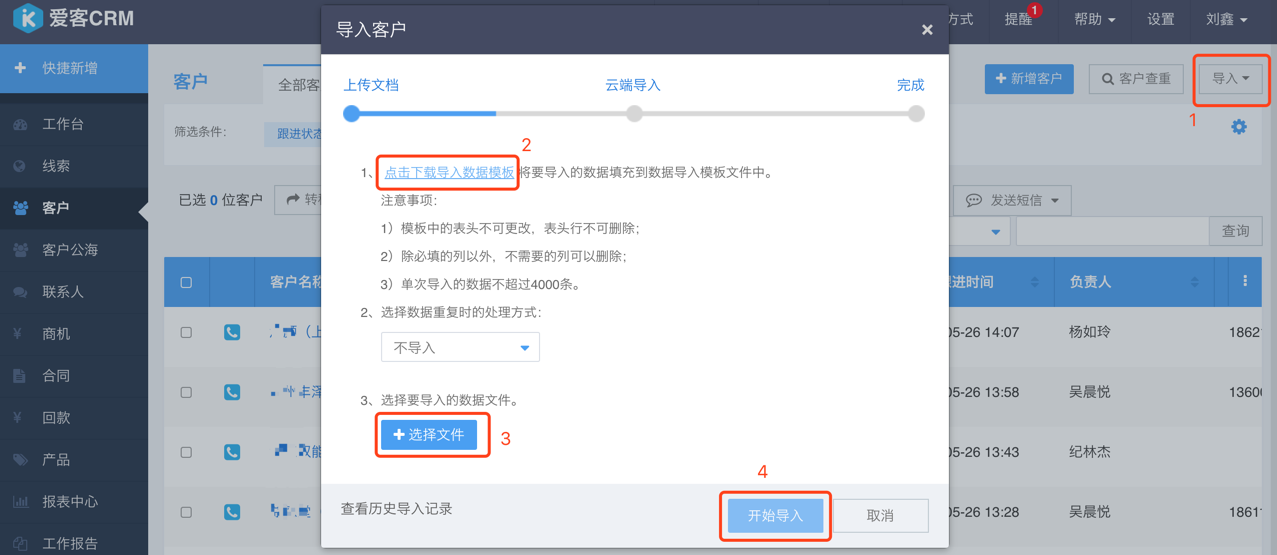 爱客CRM
方式
提醒
1
帮助
设置
刘鑫
快捷新增
工作台
线索
客户
客户公海
联系人
商机
合同
回款
产品
报表中心
工作报告
客户
全部客
新增客户
客户查重
导入
1
筛选条件:
跟进状态
已选 0 位客户
转移
发送短信
查询
客户名称
进时间
负责人
(上
05-26 14:07
杨如玲
18621
丰泽
05-26 13:58
吴晨悦
13600
双能
05-26 13:43
纪林杰
05-26 13:28
吴晨悦
18611
导入客户
×
上传文档
云端导入
完成
2
1、点击下载导入数据模板将要导入的数据填充到数据导入模板文件中。
注意事项:
1）模板中的表头不可更改，表头行不可删除；
2）除必填的列以外，不需要的列可以删除；
3）单次导入的数据不超过4000条。
2、选择数据重复时的处理方式:
不导入
3、选择要导入的数据文件。
选择文件
3
4
查看历史导入记录
开始导入
取消